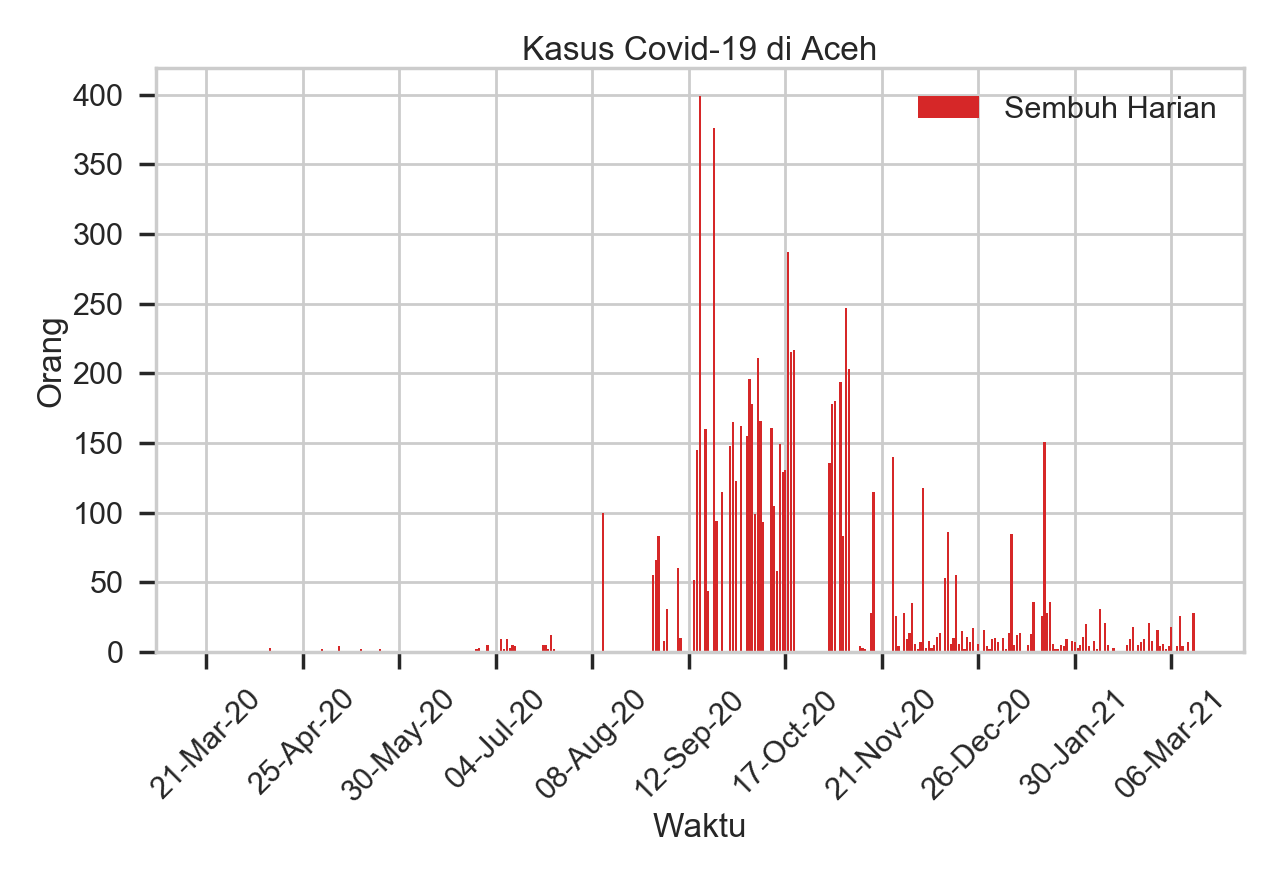 Kasus Covid-19 di Aceh
Sembuh Harian
400
350
300
250
200
150
100
50
0
Orang
21-Mar-20
25-Apr-20
30-May-20
04-Jul-20
08-Aug-20
12-Sep-20
17-Oct-20
21-Nov-20
26-Dec-20
30-Jan-21
06-Mar-21
Waktu